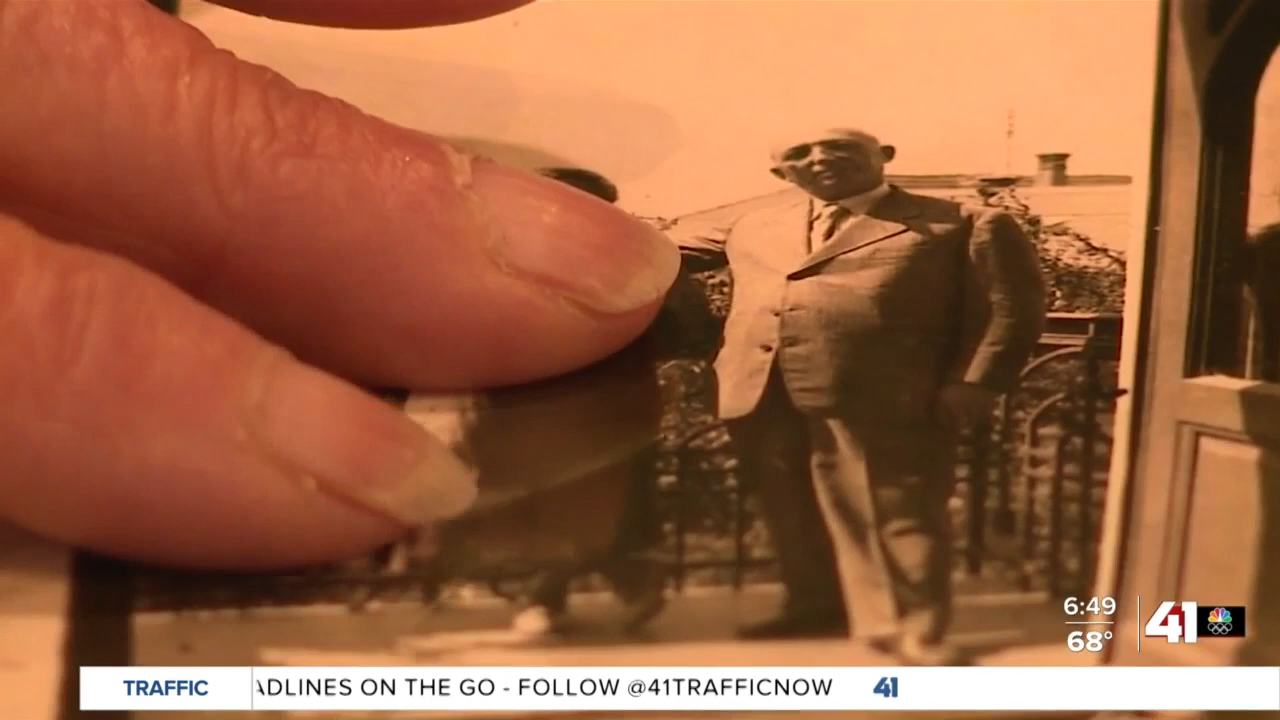 6:49
68°
41
TRAFFIC
ADLINES ON THE GO - FOLLOW @41TRAFFICNOW
41